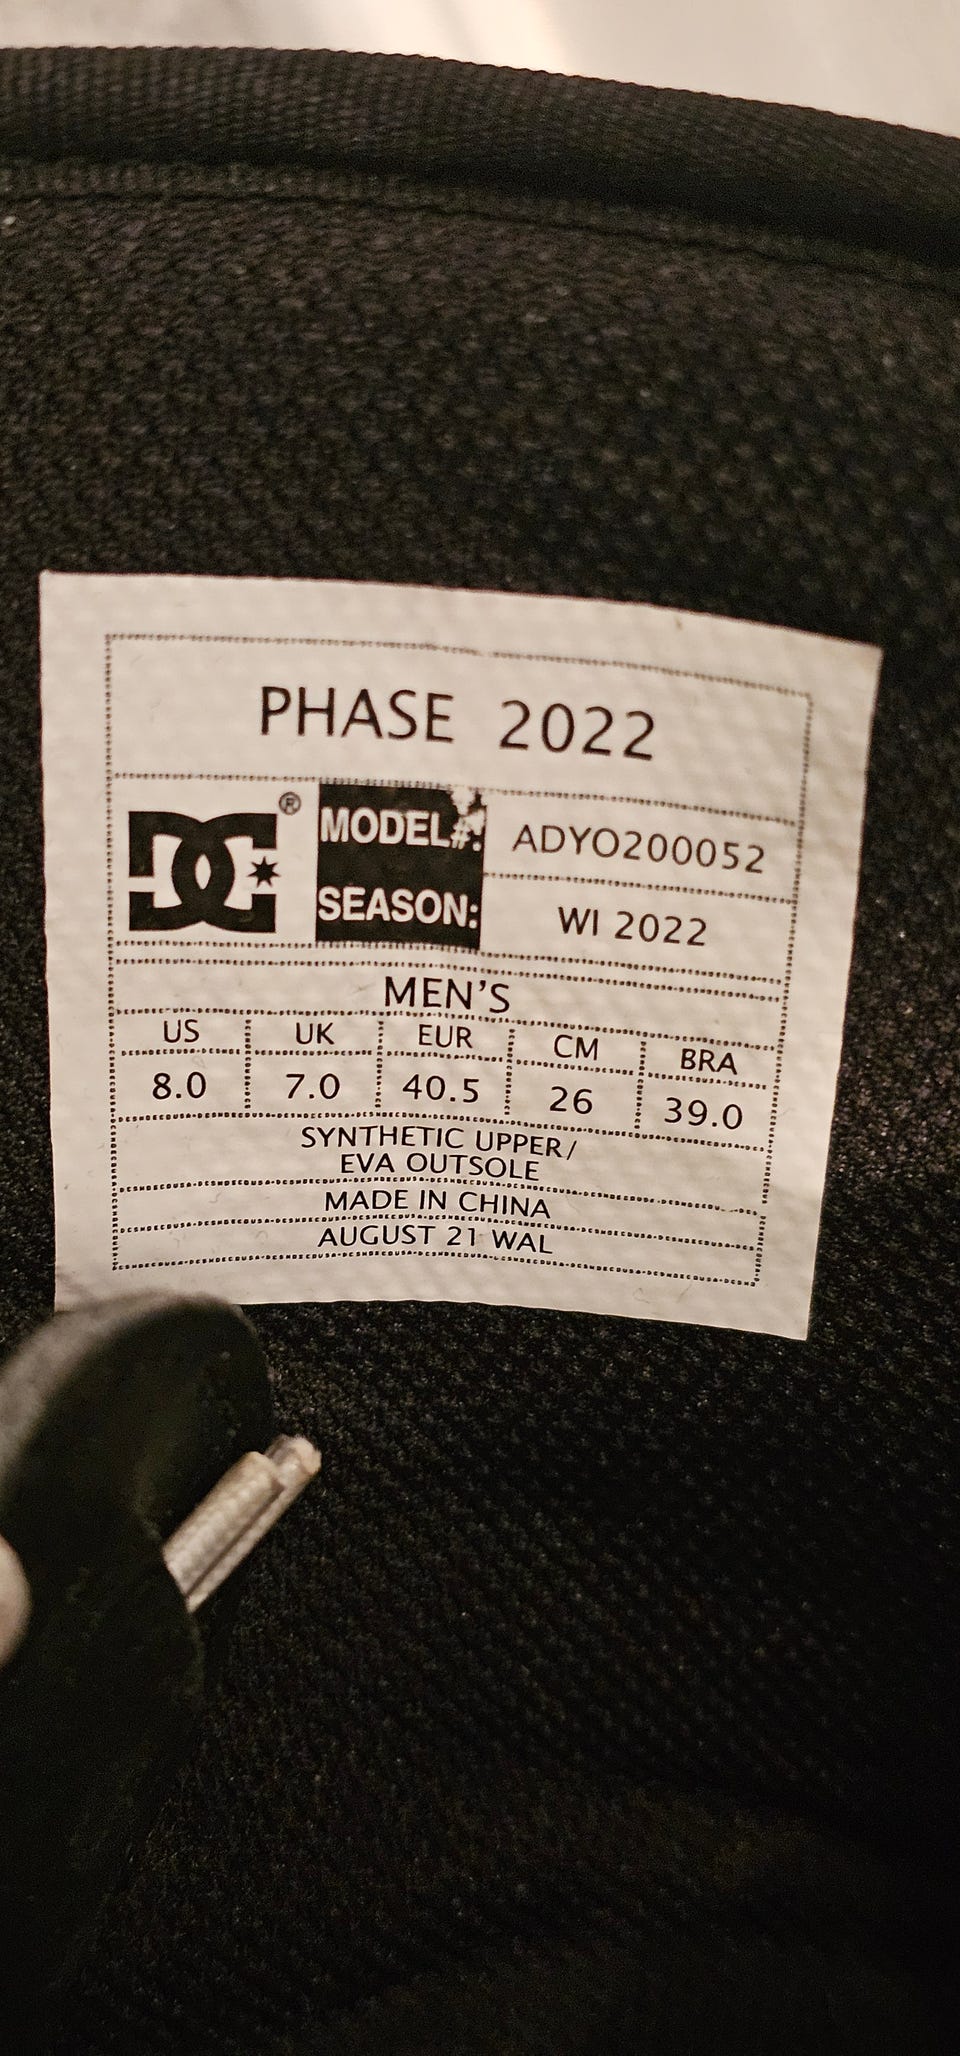 PHASE 2022
DC ®
MODEL#: ADYO200052
SEASON: WI 2022
MEN'S
US UK EUR CM BRA
8.0 7.0 40.5 26 39.0
SYNTHETIC UPPER/
EVA OUTSOLE
MADE IN CHINA
AUGUST 21 WAL